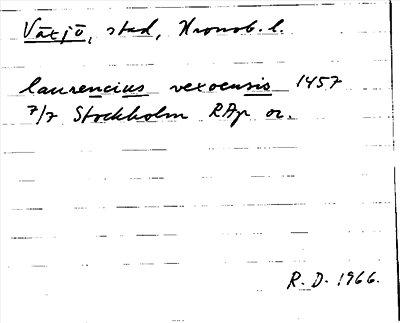 Växjö, stad, Kronob. l.
laurencius vexoensis 1457
7/7 Stockholm RAp or.
R. D. 1966.